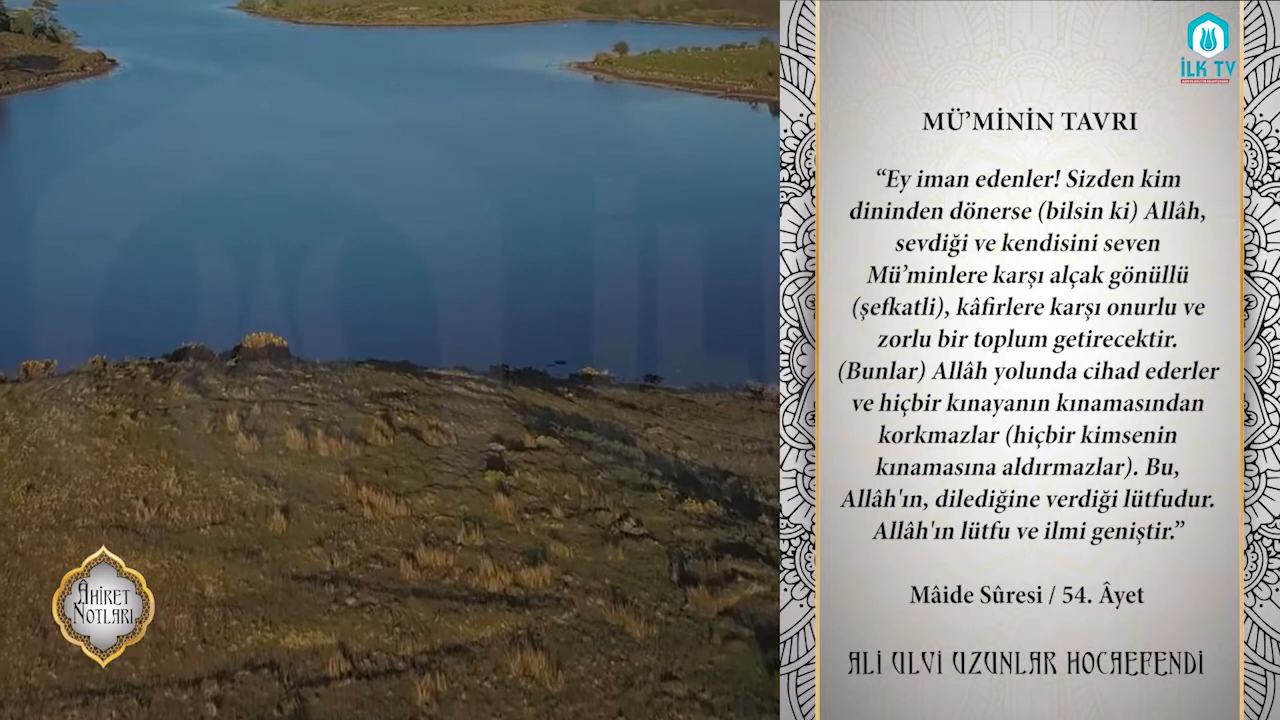 İLK TV
MÜ’MİNİN TAVRI
“Ey iman edenler! Sizden kim
dininden dönerse (bilsin ki) Allâh,
sevdiği ve kendisini seven
Mü’minlere karşı alçak gönüllü
(şefkatli), kâfirlere karşı onurlu ve
zorlu bir toplum getirecektir.
(Bunlar) Allâh yolunda cihad ederler
ve hiçbir kınayanın kınamasından
korkmazlar (hiçbir kimsenin
kınamasına aldırmazlar). Bu,
Allâh'ın, dilediğine verdiği lütfudur.
Allâh'ın lütfu ve ilmi geniştir.”
Mâide Sûresi / 54. Âyet
ALİ ULVİ UZUNLAR HOCAEFENDİ
ÂHİRET
NOTLARI